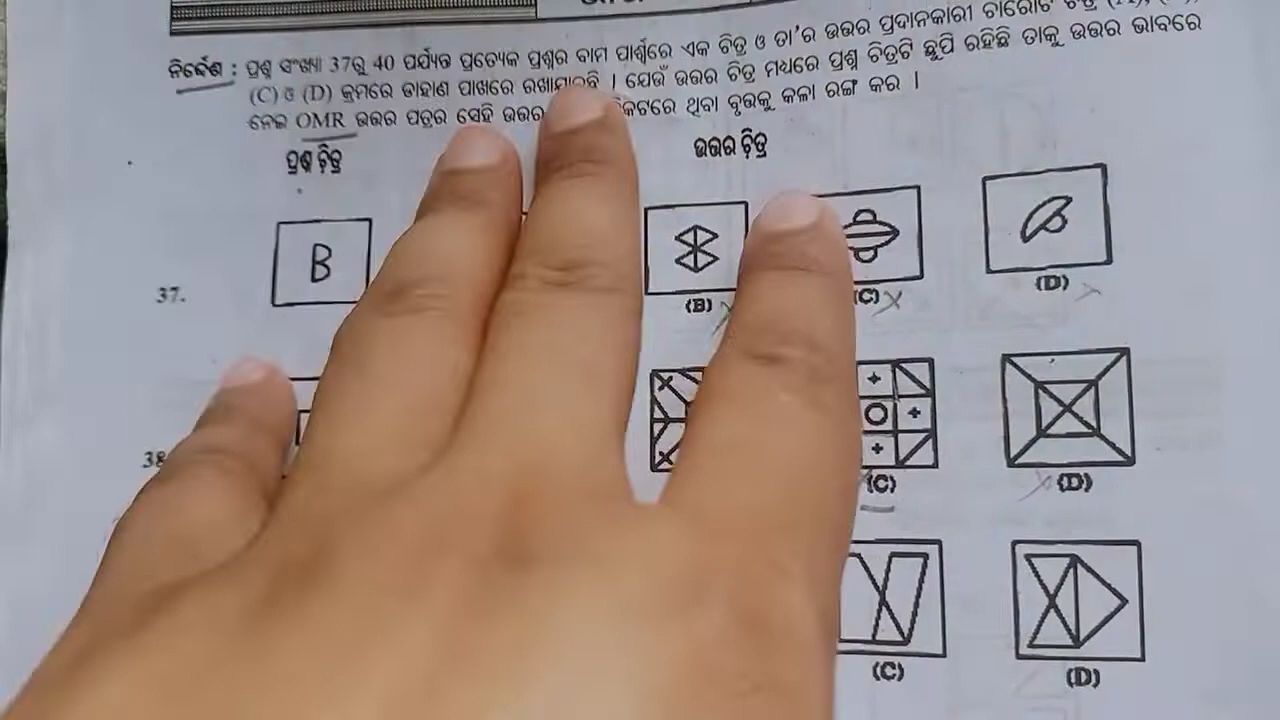 ନିର୍ଦ୍ଦେଶ : ପ୍ରଶ୍ନ ସଂଖ୍ୟା 37ରୁ 40 ପର୍ଯ୍ୟନ୍ତ ପ୍ରତ୍ୟେକ ପ୍ରଶ୍ନର ବାମ ପାର୍ଶ୍ୱରେ ଏକ ଚିତ୍ର ଓ ତା'ର ଉତ୍ତର ପ୍ରଦାନକାରୀ ଚାରୋଟି
(C) ଓ (D) କ୍ରମରେ ଡାହାଣ ପାଖରେ ରଖାଯାଇଛି । ଯେଉଁ ଉତ୍ତର ଚିତ୍ର ମଧ୍ୟରେ ପ୍ରଶ୍ନ ଚିତ୍ରଟି ଛୁପି ରହିଛି ତାକୁ ଉତ୍ତର ଭାବରେ
ନେଇ OMR ଉତ୍ତର ପତ୍ରର ସେହି ଉତ୍ତର ଥିବା ବୃତ୍ତକୁ କଳା ରଙ୍ଗ କର ।
ପ୍ରଶ୍ନ ଚିତ୍ର ଉତ୍ତର ଚିତ୍ର
37. B
(B) (C) (D)
38
(C) (D)
(C) (D)